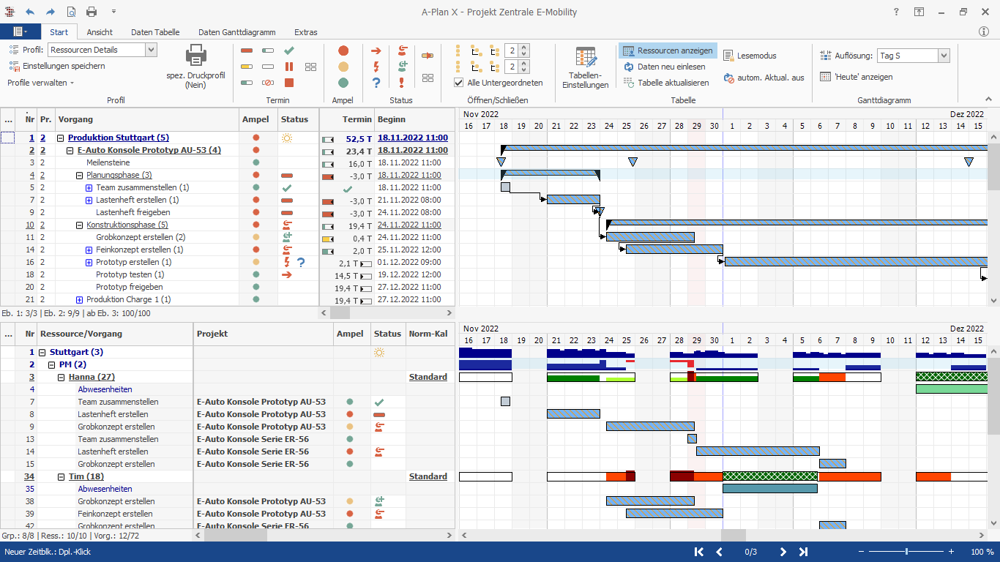 A-Plan X - Projekt Zentrale E-Mobility
?
Start Ansicht Daten Tabelle Daten Ganttdiagramm Extras
Profil: Ressourcen Details
Einstellungen speichern
Profile verwalten
spez. Druckprofil
(Nein)
Profil
Termin
Ampel
?
!
Status
2
2
Alle Untergeordneten
Öffnen/Schließen
Tabellen-
Einstellungen
Ressourcen anzeigen
Daten neu einlesen
Tabelle aktualisieren
Lesemodus
autom. Aktual. aus
Tabelle
Auflösung: Tag S
'Heute' anzeigen
Ganttdiagramm
... Nr Pr. Vorgang Ampel Status Termin Beginn
Nov 2022 Dez 2022
16 17 18 19 20 21 22 23 24 25 26 27 28 29 30 1 2 3 4 5 6 7 8 9 10 11 12 13 14 15
1 2 Produktion Stuttgart (5) 52,5 T 18.11.2022 11:00
2 2 E-Auto Konsole Prototyp AU-53 (4) 23,4 T 18.11.2022 11:00
3 2 Meilensteine 16,0 T 18.11.2022 11:00
4 2 Planungsphase (3) -3,0 T 18.11.2022 11:00
5 2 Team zusammenstellen (1) 18.11.2022 11:00
7 2 Lastenheft erstellen (1) -3,0 T 21.11.2022 08:00
9 2 Lastenheft freigeben -3,0 T 24.11.2022 08:00
10 2 Konstruktionsphase (5) 19,4 T 24.11.2022 11:00
11 2 Grobkonzept erstellen (2) 0,4 T 24.11.2022 11:00
14 2 Feinkonzept erstellen (1) 2,0 T 25.11.2022 12:00
16 2 Prototyp erstellen (1) ? 2,1 T 01.12.2022 09:00
18 2 Prototyp testen (1) 14,5 T 19.12.2022 12:00
20 2 Prototyp freigeben 19,4 T 27.12.2022 11:00
21 2 Produktion Charge 1 (1) 19,4 T 27.12.2022 11:00
Eb. 1: 3/3 | Eb. 2: 9/9 | ab Eb. 3: 100/100
... Nr Ressource/Vorgang Projekt Ampel Status Norm-Kal
Nov 2022 Dez 2022
16 17 18 19 20 21 22 23 24 25 26 27 28 29 30 1 2 3 4 5 6 7 8 9 10 11 12 13 14 15
1 Stuttgart (3)
2 PM (2)
3 Hanna (27) Standard
4 Abwesenheiten
7 Team zusammenstellen E-Auto Konsole Prototyp AU-53
8 Lastenheft erstellen E-Auto Konsole Prototyp AU-53
9 Grobkonzept erstellen E-Auto Konsole Prototyp AU-53
13 Team zusammenstellen E-Auto Konsole Serie ER-56
14 Lastenheft erstellen E-Auto Konsole Serie ER-56
15 Grobkonzept erstellen E-Auto Konsole Serie ER-56
34 Tim (18) Standard
35 Abwesenheiten
38 Grobkonzept erstellen E-Auto Konsole Prototyp AU-53
39 Feinkonzept erstellen E-Auto Konsole Prototyp AU-53
42 Grobkonzept erstellen E-Auto Konsole Serie ER-56
Grp.: 8/8 | Ress.: 10/10 | Vorg.: 12/72
Neuer Zeitblk.: Dpl.-Klick 0/3 100 %